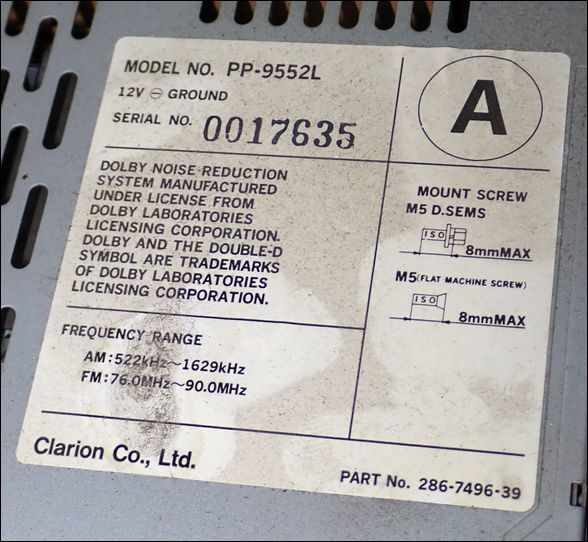 MODEL NO. PP-9552L
12V ⊖ GROUND
SERIAL NO. 0017635
A
DOLBY NOISE REDUCTION
SYSTEM MANUFACTURED
UNDER LICENSE FROM
DOLBY LABORATORIES
LICENSING CORPORATION.
DOLBY AND THE DOUBLE-D
SYMBOL ARE TRADEMARKS
OF DOLBY LABORATORIES
LICENSING CORPORATION.
MOUNT SCREW
M5 D.SEMS
ISO
8mmMAX
M5(FLAT MACHINE SCREW)
ISO
8mmMAX
FREQUENCY RANGE
AM:522kHz~1629kHz
FM:76.0MHz~90.0MHz
Clarion Co., Ltd.
PART No. 286-7496-39